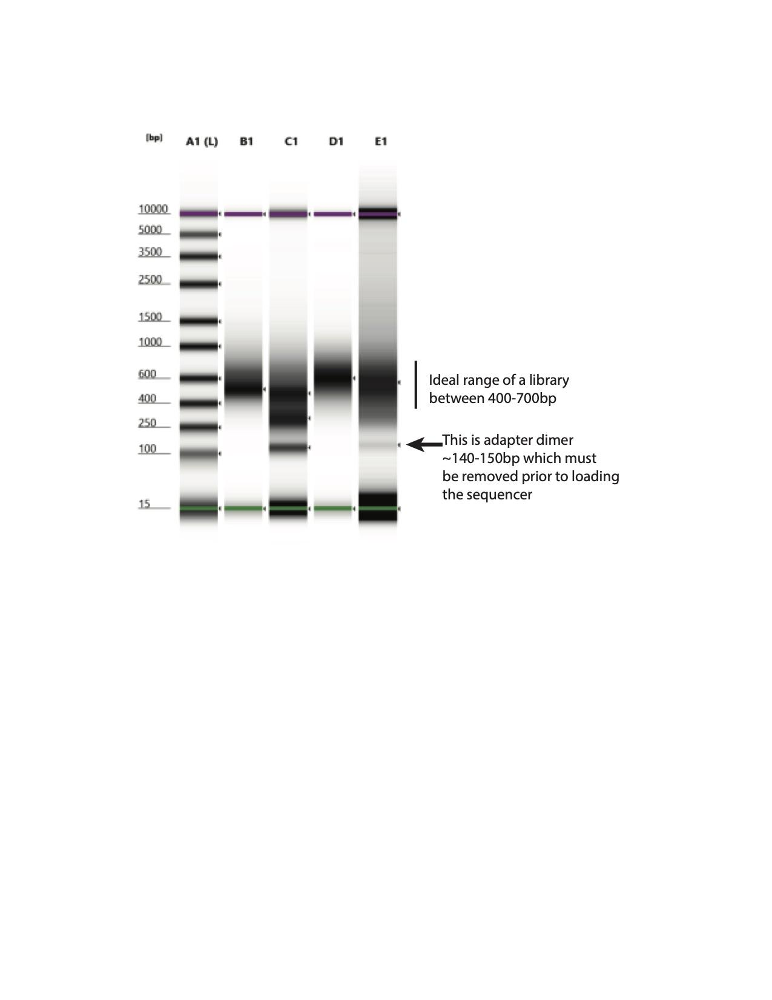 [bp] A1 (L) B1 C1 D1 E1
10000
5000
3500
2500
1500
1000
600
400
250
100
15
Ideal range of a library
between 400-700bp
This is adapter dimer
~140-150bp which must
be removed prior to loading
the sequencer